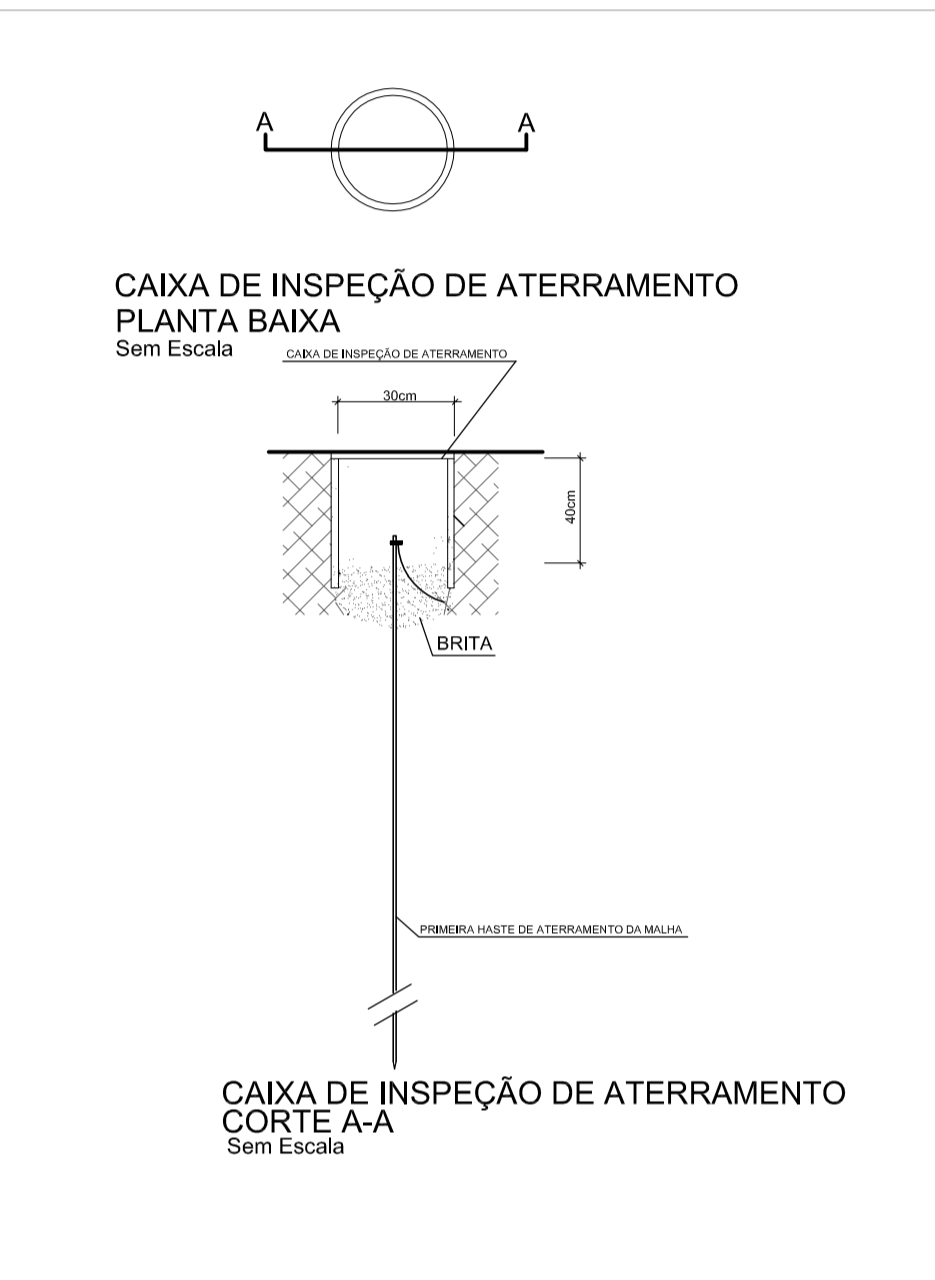 A A
CAIXA DE INSPEÇÃO DE ATERRAMENTO
PLANTA BAIXA
Sem Escala
CAIXA DE INSPEÇÃO DE ATERRAMENTO
30cm
40cm
BRITA
PRIMEIRA HASTE DE ATERRAMENTO DA MALHA
CAIXA DE INSPEÇÃO DE ATERRAMENTO
CORTE A-A
Sem Escala